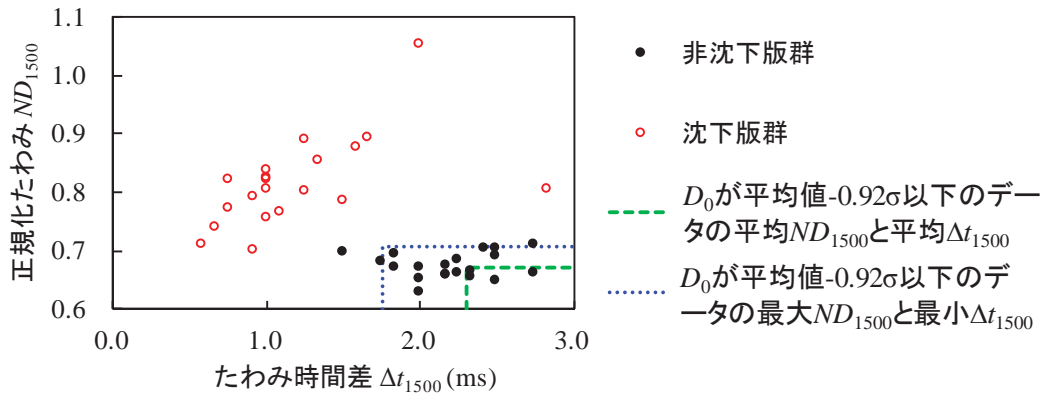 1.1
1.0
0.9
0.8
0.7
0.6
正規化たわみ ND1500
0.0
1.0
2.0
3.0
たわみ時間差 Δt1500 (ms)
非沈下版群
沈下版群
D0が平均値-0.92σ以下のデー
タの平均ND1500と平均Δt1500
D0が平均値-0.92σ以下のデ
ータの最大ND1500と最小Δt1500